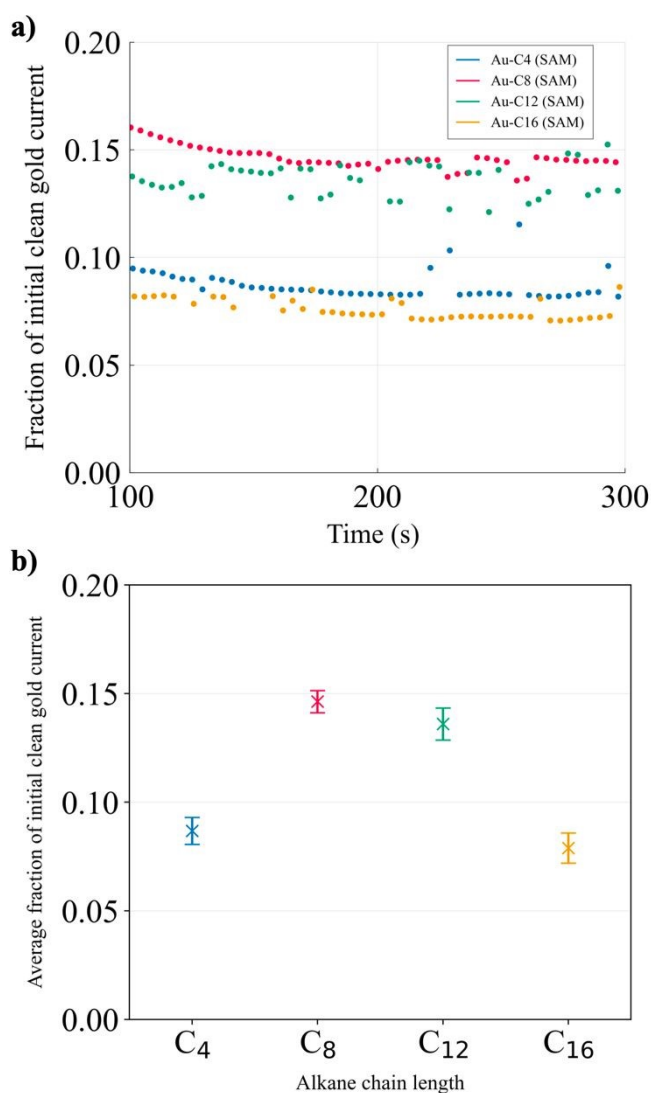 a)
Fraction of initial clean gold current
0.20
0.15
0.10
0.05
0.00
Au-C4 (SAM)
Au-C8 (SAM)
Au-C12 (SAM)
Au-C16 (SAM)
100
200
300
Time (s)
b)
Average fraction of initial clean gold current
0.20
0.15
0.10
0.05
0.00
C₄
C₈
C₁₂
C₁₆
Alkane chain length